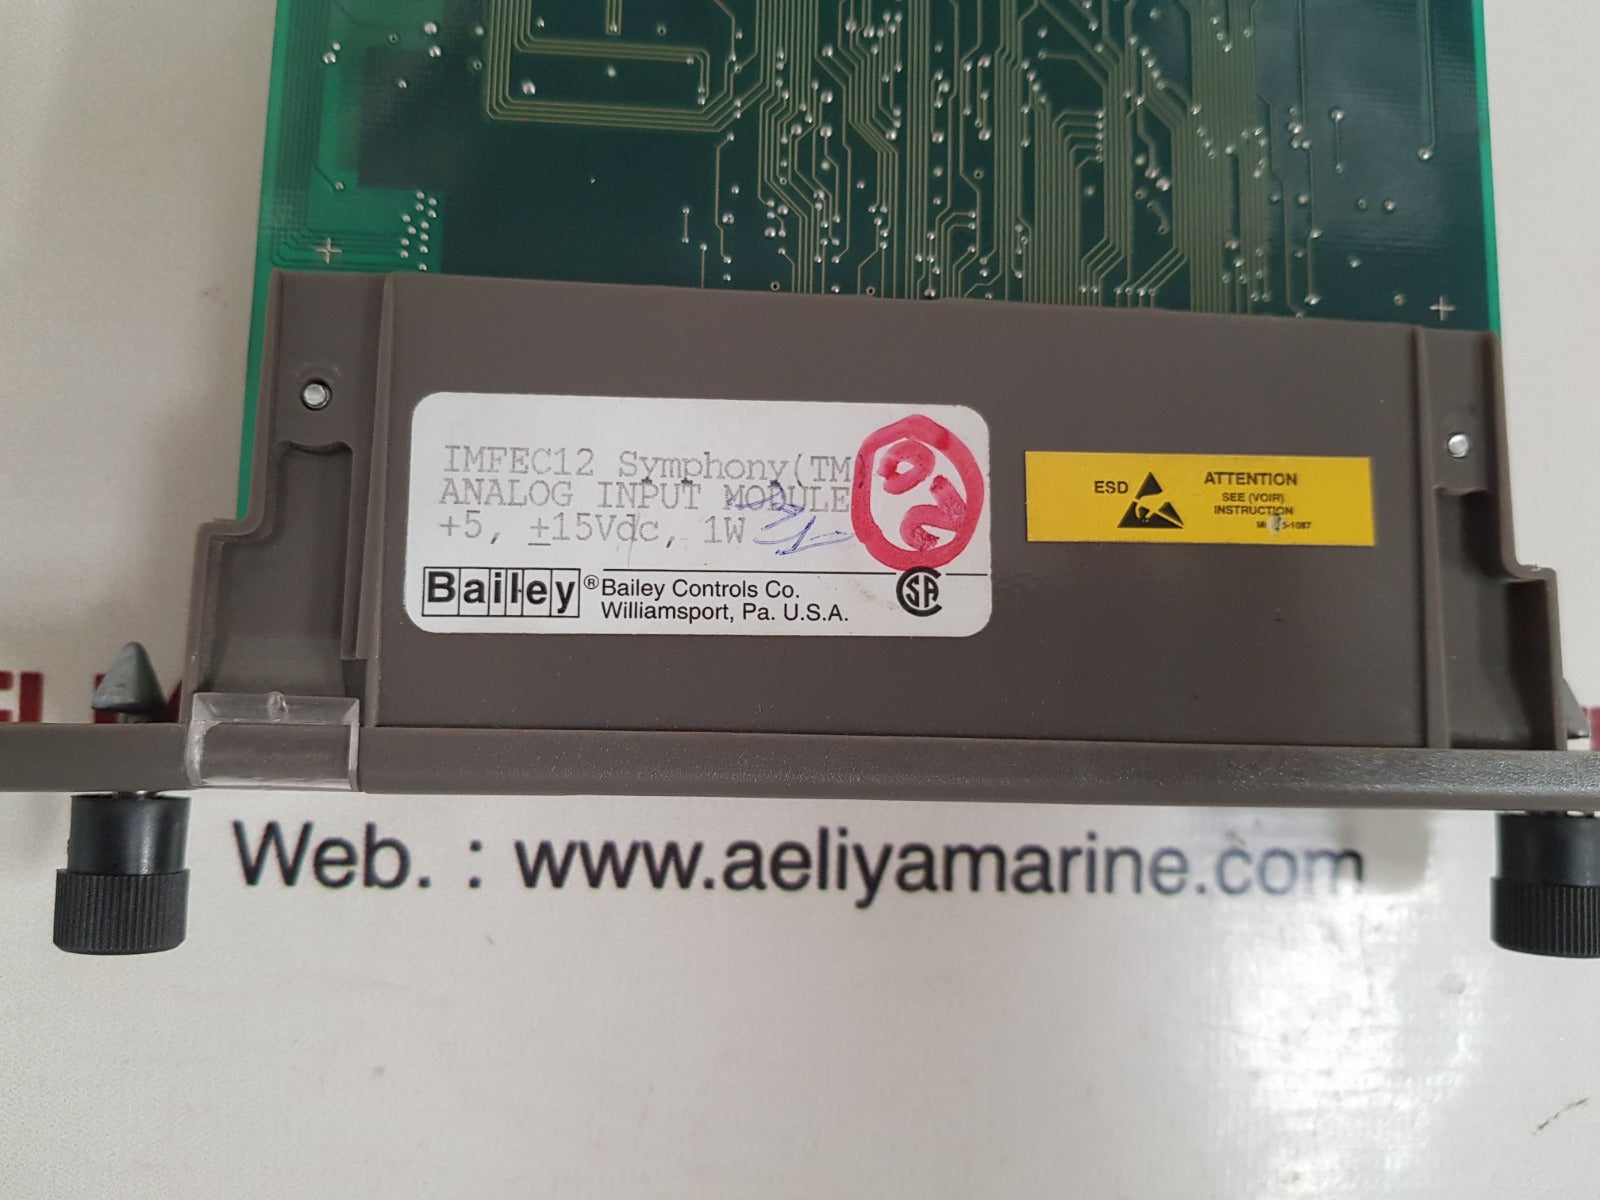 IMFEC12 Symphony(TM
ANALOG INPUT MODULE
+5, ±15Vdc, 1W
Bailey® Bailey Controls Co.
Williamsport, Pa. U.S.A.
ESD
ATTENTION
SEE (VOIR)
INSTRUCTION
Web. : www.aeliyamarine.com